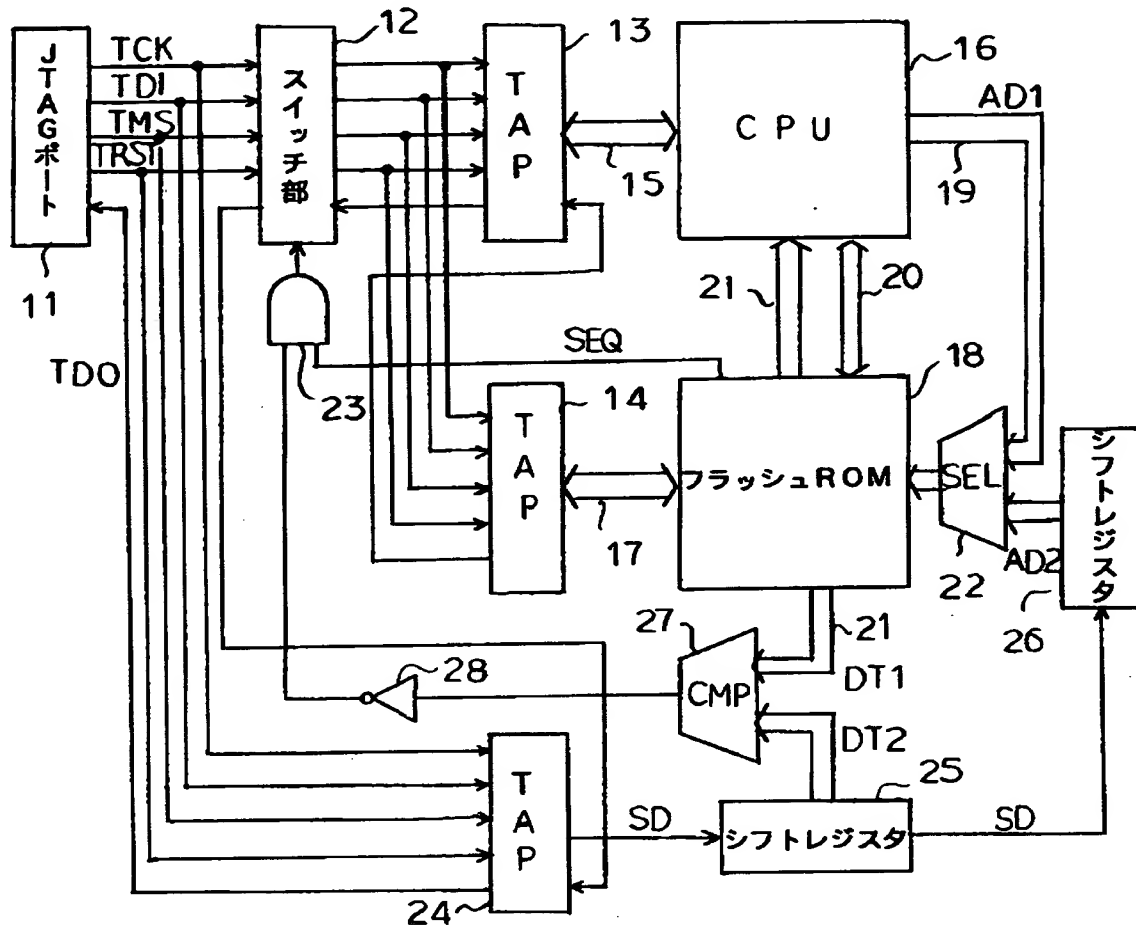 JTAGポート
11
TCK
TDI
TMS
TRST
TDO
12
スイッチ部
13
TAP
15
16
CPU
AD1
19
21
20
SEQ
23
14
TAP
17
18
フラッシュROM
SEL
22
AD2
シフトレジスタ
26
27
CMP
21
DT1
DT2
28
TAP
24
SD
25
シフトレジスタ
SD